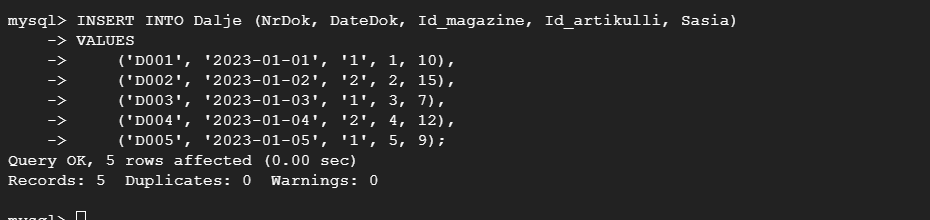 mysql> INSERT INTO Dalje (NrDok, DateDok, Id_magazine, Id_artikulli, Sasia)
    -> VALUES
    ->     ('D001', '2023-01-01', '1', 1, 10),
    ->     ('D002', '2023-01-02', '2', 2, 15),
    ->     ('D003', '2023-01-03', '1', 3, 7),
    ->     ('D004', '2023-01-04', '2', 4, 12),
    ->     ('D005', '2023-01-05', '1', 5, 9);
Query OK, 5 rows affected (0.00 sec)
Records: 5  Duplicates: 0  Warnings: 0
mysql>